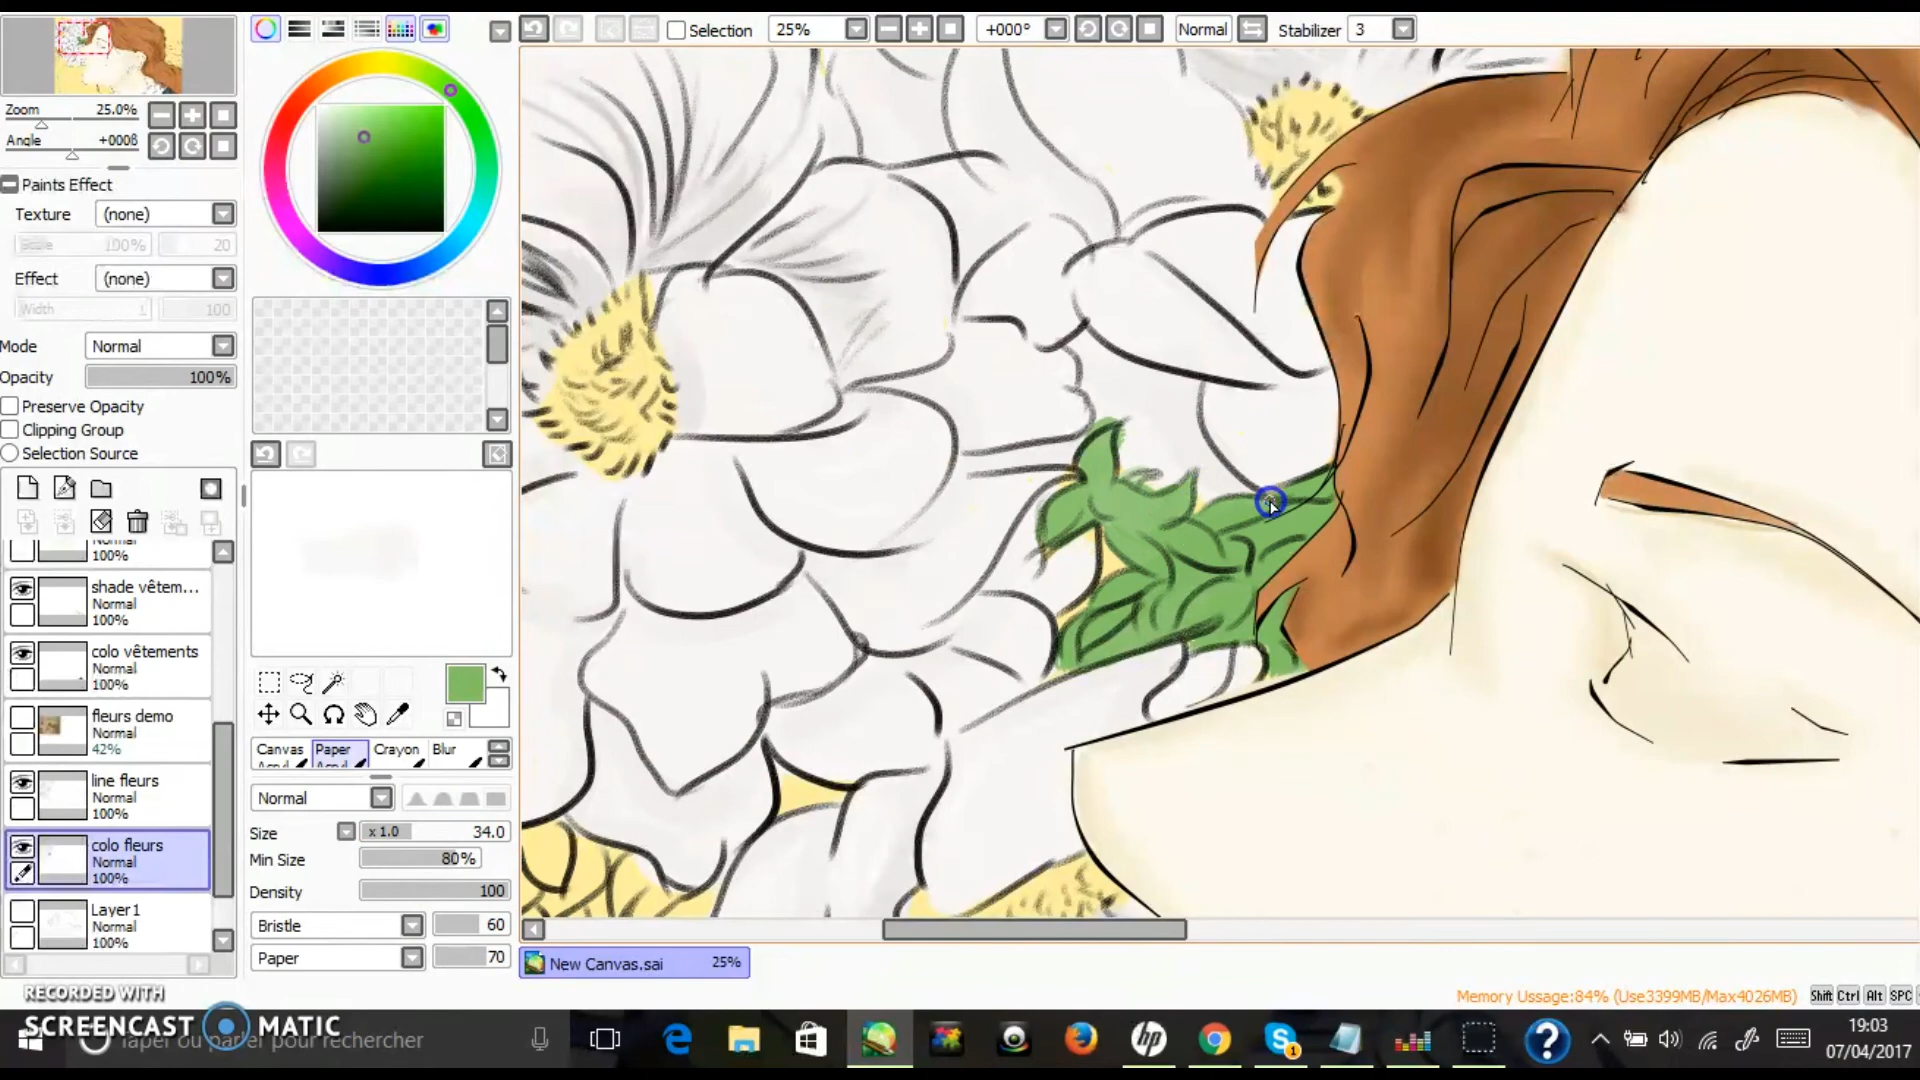 Selection 25% +000° Normal Stabilizer 3
Zoom 25.0%
Angle +000§
Paints Effect
Texture (none)
Scale 100% 20
Effect (none)
Width 1 100
Mode Normal
Opacity 100%
Preserve Opacity
Clipping Group
Selection Source
Normal
100%
shade vêtem...
Normal
100%
colo vêtements
Normal
100%
fleurs demo
Normal
42%
line fleurs
Normal
100%
colo fleurs
Normal
100%
Layer1
Normal
100%
Canvas Paper Crayon Blur
Acryl Acryl
Normal
Size x 1.0 34.0
Min Size 80%
Density 100
Bristle 60
Paper 70
New Canvas.sai 25%
Memory Ussage:84% (Use3399MB/Max4026MB) Shift Ctrl Alt SPC
RECORDED WITH
SCREENCAST MATIC
Taper ou parler pour rechercher
1
19:03
07/04/2017